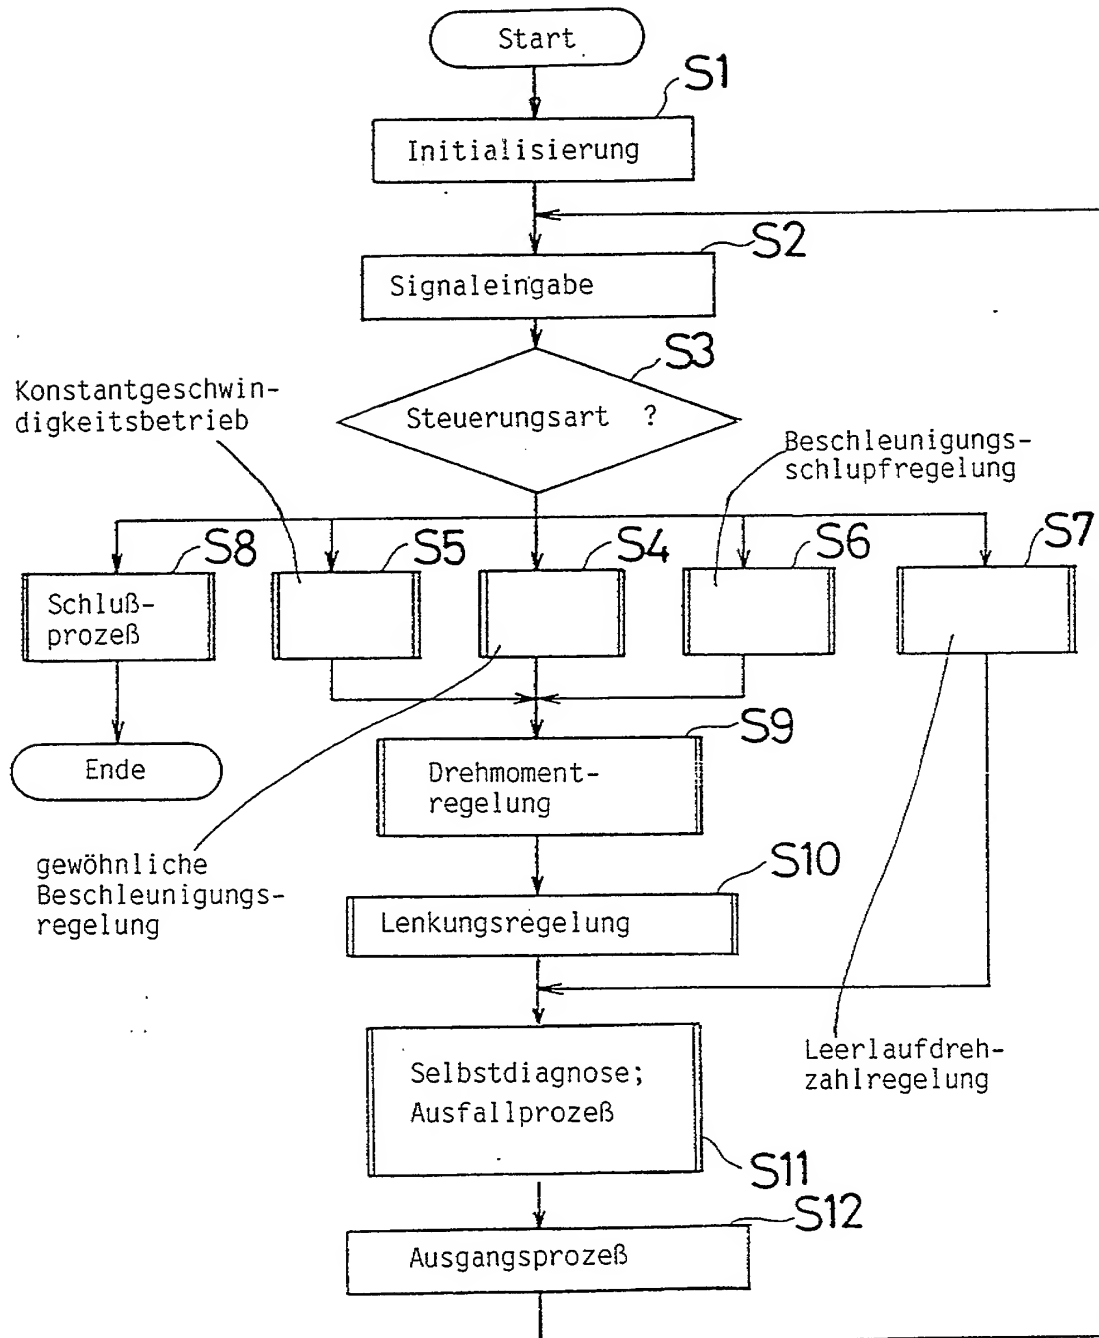 Start
S1
Initialisierung
S2
Signaleingabe
S3
Konstantgeschwin-
digkeitsbetrieb
Steuerungsart ?
Beschleunigungs-
schlupfregelung
S8
S5
S4
S6
S7
Schluß-
prozeß
S9
Ende
Drehmoment-
regelung
gewöhnliche
Beschleunigungs-
regelung
S10
Lenkungsregelung
Leerlaufdreh-
zahlregelung
Selbstdiagnose;
Ausfallprozeß
S11
S12
Ausgangsprozeß